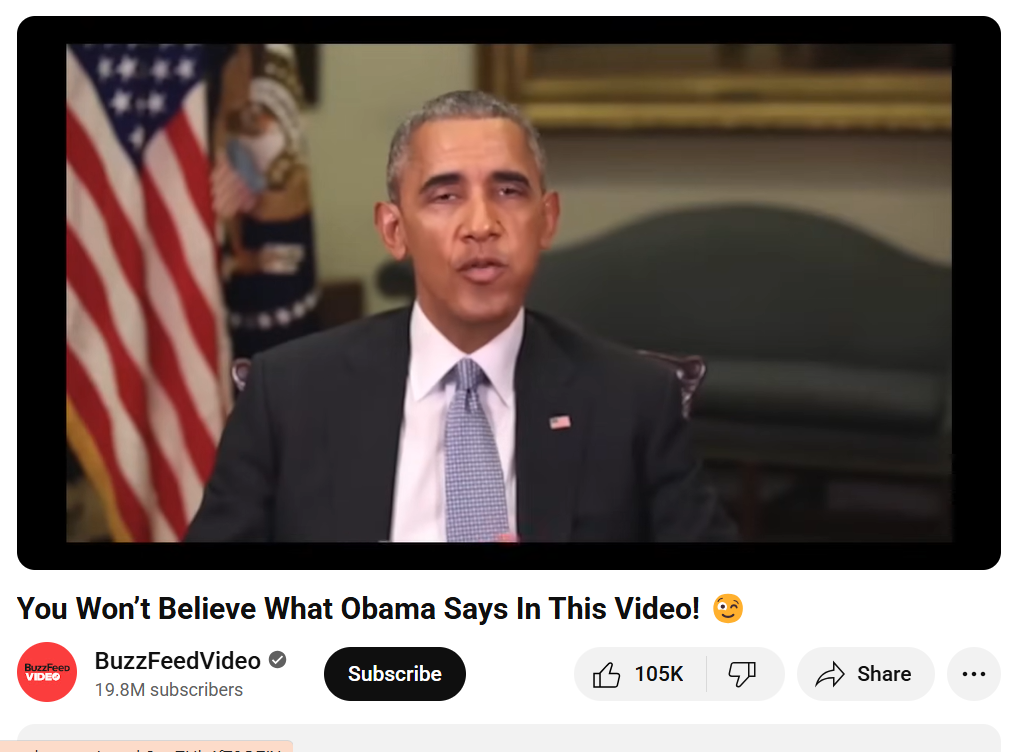 You Won’t Believe What Obama Says In This Video! 😉
BuzzFeed
VIDEO
BuzzFeedVideo
19.8M subscribers
Subscribe
105K
Share